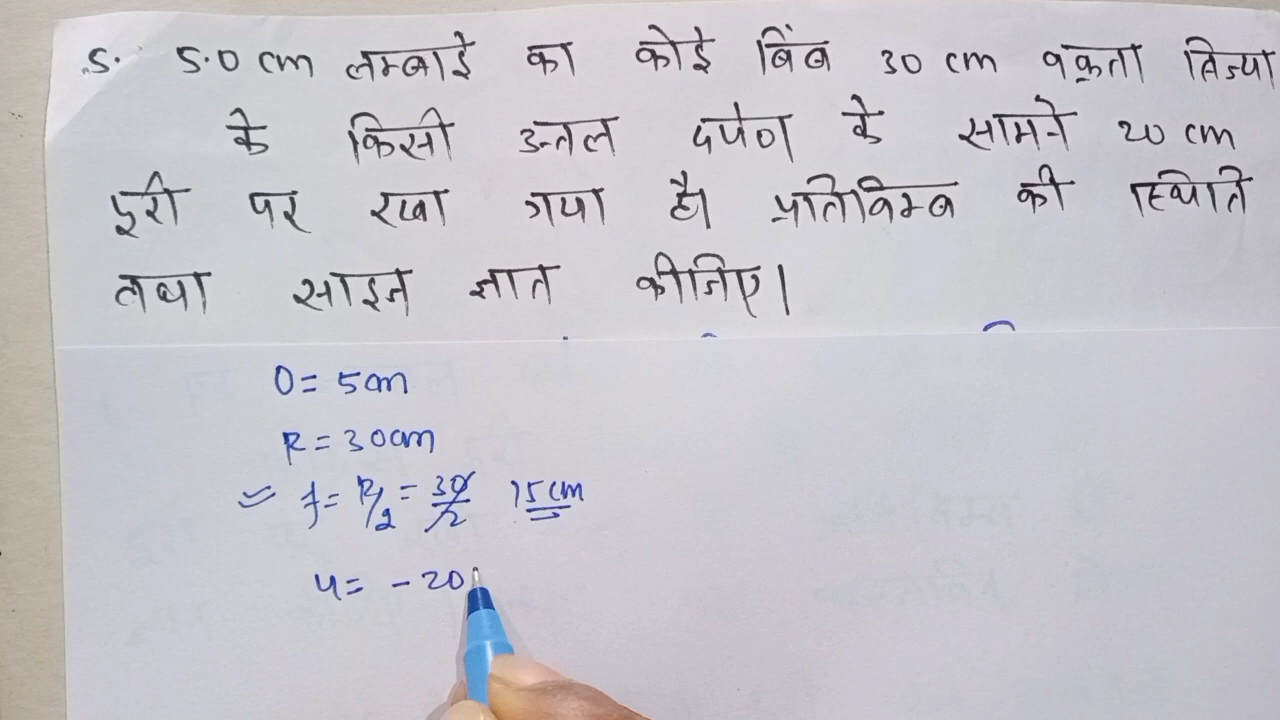 5. 5.0 cm लम्बाई का कोई बिंब 30 cm वक्रता त्रिज्या
के किसी उत्तल दर्पण के सामने 20 cm
दूरी पर रखा गया है। प्रतिबिम्ब की स्थिति
तथा साइज ज्ञात कीजिए।
O = 5cm
R = 30cm
f = R/2 = 30/2 15cm
u = - 20